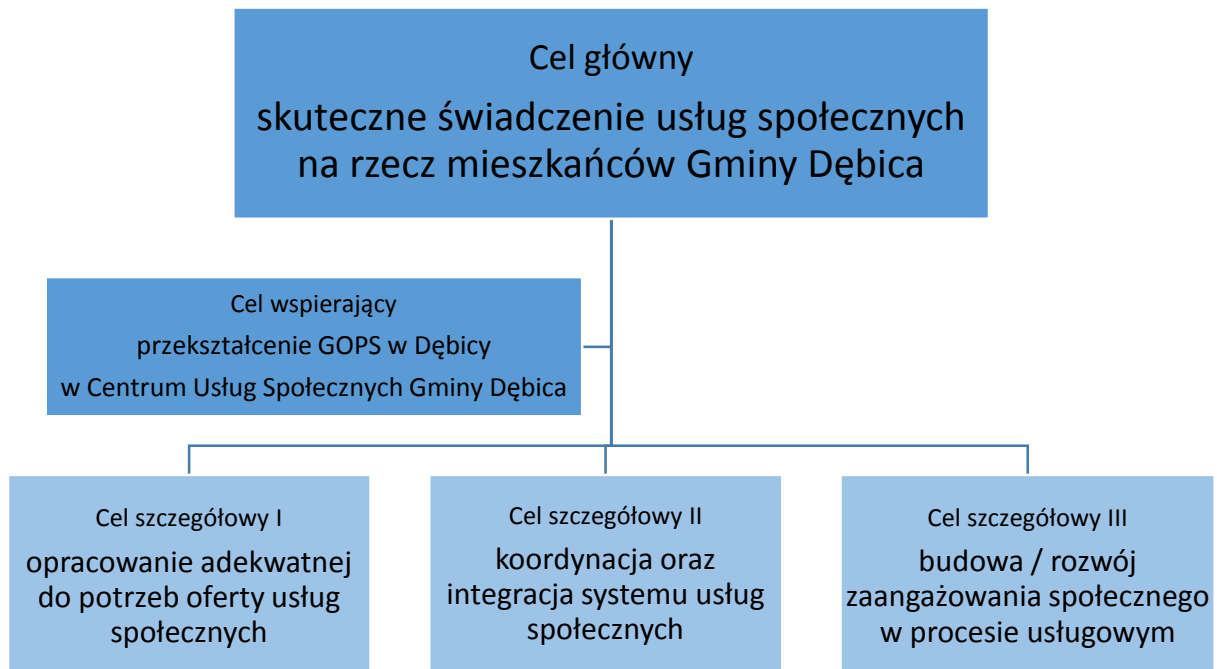 Cel główny
skuteczne świadczenie usług społecznych
na rzecz mieszkańców Gminy Dębica
Cel wspierający
przekształcenie GOPS w Dębicy
w Centrum Usług Społecznych Gminy Dębica
Cel szczegółowy I
opracowanie adekwatnej
do potrzeb oferty usług
społecznych
Cel szczegółowy II
koordynacja oraz
integracja systemu usług
społecznych
Cel szczegółowy III
budowa / rozwój
zaangażowania społecznego
w procesie usługowym